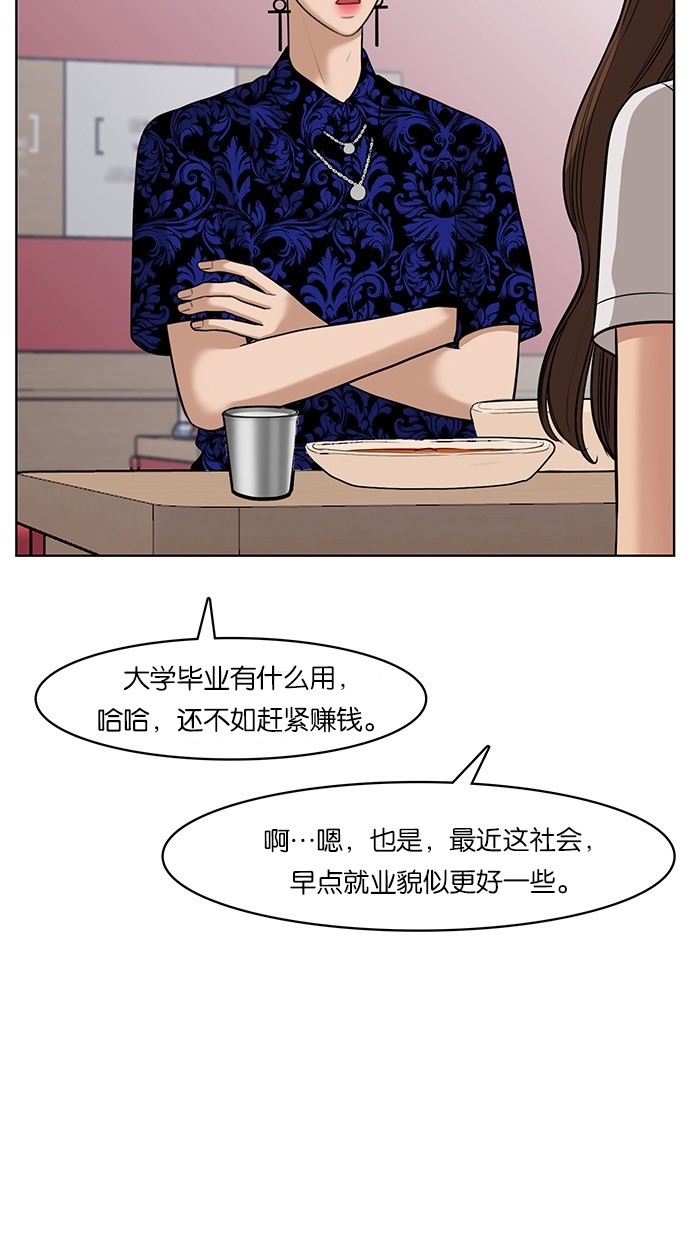 大学毕业有什么用，
哈哈，还不如赶紧赚钱。
啊…嗯，也是，最近这社会，
早点就业貌似更好一些。